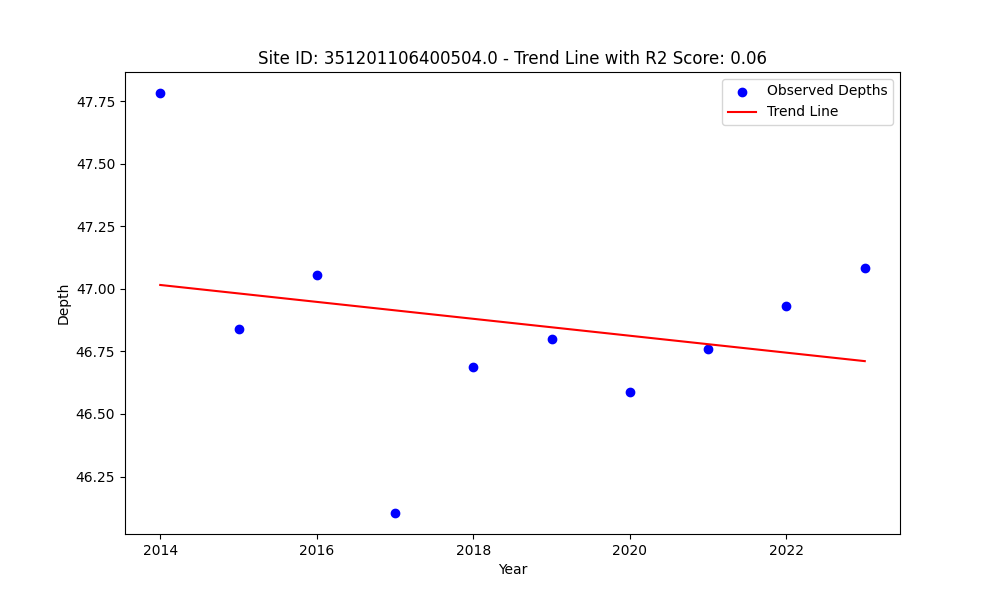 Site ID: 351201106400504.0 - Trend Line with R2 Score: 0.06
Observed Depths
Trend Line
47.75
47.50
47.25
47.00
46.75
46.50
46.25
Depth
2014
2016
2018
2020
2022
Year